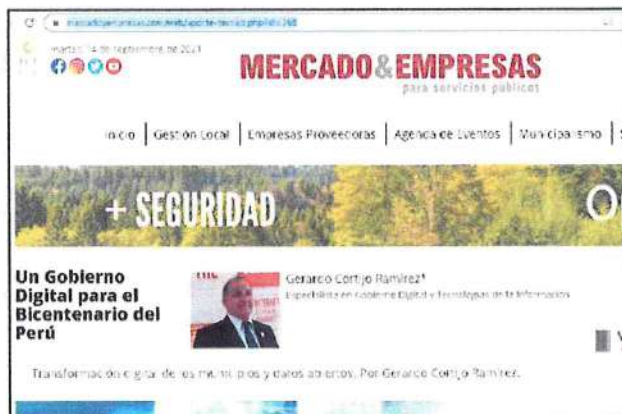 martes 14 de septiembre de 2021
MERCADO&EMPRESAS
para servicios públicos
Inicio | Gestión Local | Empresas Proveedoras | Agenda de Eventos | Municipalismo | S
+ SEGURIDAD
O
Un Gobierno
Digital para el
Bicentenario del
Perú
Gerardo Cortijo Ramírez*
Especialista en Gobierno Digital y Tecnologías de la Información
Transformación digital de los municipios y datos abiertos. Por Gerardo Cortijo Ramírez.